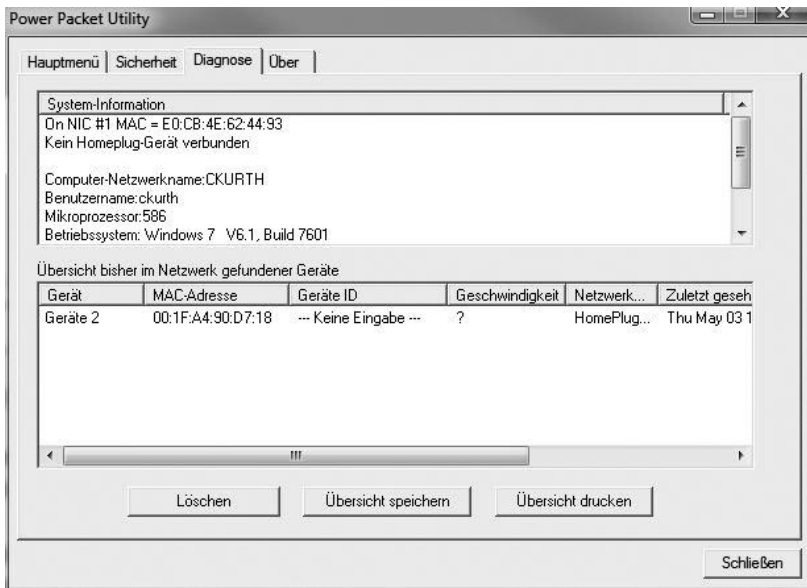 Power Packet Utility
Hauptmenü Sicherheit Diagnose Über
System-Information
On NIC #1 MAC = E0:CB:4E:62:44:93
Kein Homeplug-Gerät verbunden
Computer-Netzwerkname:CKURTH
Benutzername:ckurth
Mikroprozessor:586
Betriebssystem: Windows 7 V6.1, Build 7601
Übersicht bisher im Netzwerk gefundener Geräte
Gerät MAC-Adresse Geräte ID Geschwindigkeit Netzwerk... Zuletzt geseh
Geräte 2 00:1F:A4:90:D7:18 --- Keine Eingabe --- ? HomePlug... Thu May 03 1
Löschen Übersicht speichern Übersicht drucken
Schließen